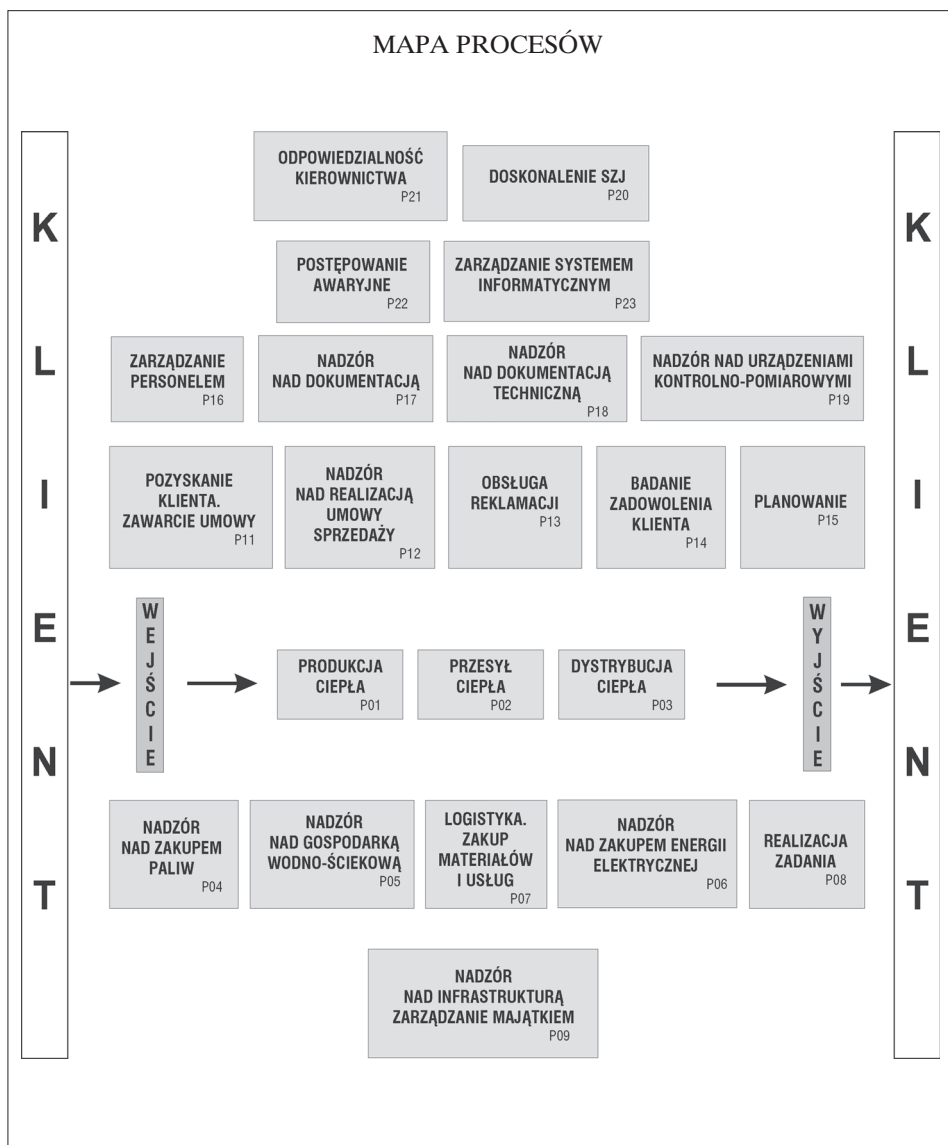 MAPA PROCESÓW
K
L
I
E
N
T
ODPOWIEDZIALNOŚĆ
KIEROWNICTWA
P21
DOSKONALENIE SZJ
P20
POSTĘPOWANIE
AWARYJNE
P22
ZARZĄDZANIE SYSTEMEM
INFORMATYCZNYM
P23
ZARZĄDZANIE
PERSONELEM
P16
NADZÓR
NAD DOKUMENTACJĄ
P17
NADZÓR
NAD DOKUMENTACJĄ
TECHNICZNĄ
P18
NADZÓR NAD URZĄDZENIAMI
KONTROLNO-POMIAROWYMI
P19
POZYSKANIE
KLIENTA.
ZAWARCIE UMOWY
P11
NADZÓR
NAD REALIZACJĄ
UMOWY
SPRZEDAŻY
P12
OBSŁUGA
REKLAMACJI
P13
BADANIE
ZADOWOLENIA
KLIENTA
P14
PLANOWANIE
P15
W
E
J
Ś
C
I
E
PRODUKCJA
CIEPŁA
P01
PRZESYŁ
CIEPŁA
P02
DYSTRYBUCJA
CIEPŁA
P03
W
Y
J
Ś
C
I
E
NADZÓR
NAD ZAKUPEM
PALIW
P04
NADZÓR
NAD GOSPODARKĄ
WODNO-ŚCIEKOWĄ
P05
LOGISTYKA.
ZAKUP
MATERIAŁÓW
I USŁUG
P07
NADZÓR
NAD ZAKUPEM ENERGII
ELEKTRYCZNEJ
P06
REALIZACJA
ZADANIA
P08
NADZÓR
NAD INFRASTRUKTURĄ
ZARZĄDZANIE MAJĄTKIEM
P09
K
L
I
E
N
T